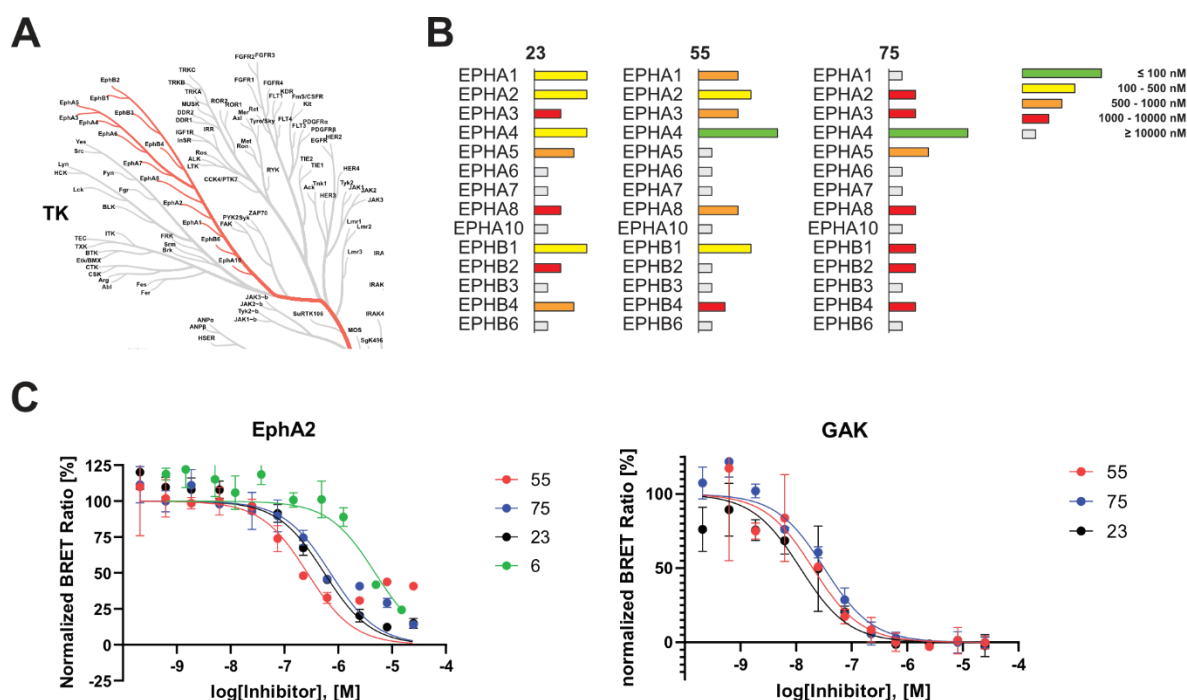 A
TK
EphB2
EphB1
EphA5
EphA3
EphB3
EphA4
EphA6
EphB4
EphA7
EphA8
EphA2
EphA1
EphB6
EphA10
Yes
Src
Lyn
HCK
Fyn
Lck
Fgr
BLK
FRK
Srm
Brk
ITK
TEC
TXK
BTK
Etk/BMX
CTK
CSK
Arg
Abl
Fes
Fer
TRKC
TRKB
TRKA
MUSK
ROR2
ROR1
DDR2
DDR1
IGF1R
IRR
InSR
Ros
ALK
LTK
CCK4/PTK7
PYK2
Syk
FAK
ZAP70
FGFR2
FGFR3
FGFR1
FGFR4
KDR
FLT1
FmS/CSFR
Kit
Mer
Ret
Axl
Tyro/Sky
FLT4
FLT3
PDGFRα
PDGFRβ
Met
Ron
RYK
TIE2
TIE1
EGFR
HER2
HER4
HER3
Ack
Tnk1
Tyk2
JAK1
JAK2
JAK3
Lmr1
Lmr2
Lmr3
IRA
IRAK
IRAK4
JAK3~b
JAK2~b
Tyk2~b
JAK1~b
SuRTK106
MOS
SgK496
ANPα
ANPβ
HSER
B
23
EPHA1
EPHA2
EPHA3
EPHA4
EPHA5
EPHA6
EPHA7
EPHA8
EPHA10
EPHB1
EPHB2
EPHB3
EPHB4
EPHB6
55
EPHA1
EPHA2
EPHA3
EPHA4
EPHA5
EPHA6
EPHA7
EPHA8
EPHA10
EPHB1
EPHB2
EPHB3
EPHB4
EPHB6
75
EPHA1
EPHA2
EPHA3
EPHA4
EPHA5
EPHA6
EPHA7
EPHA8
EPHA10
EPHB1
EPHB2
EPHB3
EPHB4
EPHB6
≤ 100 nM
100 - 500 nM
500 - 1000 nM
1000 - 10000 nM
≥ 10000 nM
C
EphA2
Normalized BRET Ratio [%]
125
100
75
50
25
0
-25
-9
-8
-7
-6
-5
-4
log[Inhibitor], [M]
55
75
23
6
GAK
normalized BRET Ratio [%]
100
50
0
-9
-8
-7
-6
-5
-4
log[Inhibitor], [M]
55
75
23